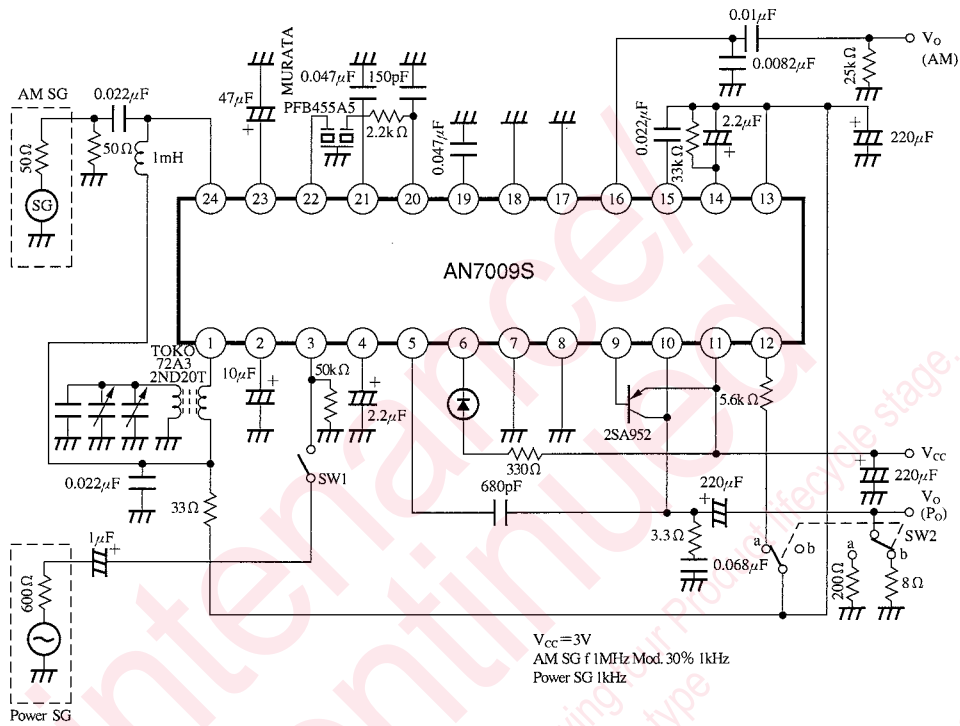 0.01μF
Vo
(AM)
MURATA
0.047μF
150pF
0.0082μF
25kΩ
AM SG
0.022μF
47μF
+
PFB455A5
2.2kΩ
0.047μF
0.022μF
33kΩ
2.2μF
+
+
220μF
50Ω
50Ω
1mH
SG
24
23
22
21
20
19
18
17
16
15
14
13
AN7009S
1
2
3
4
5
6
7
8
9
10
11
12
TOKO
72A3
2ND20T
10μF
+
50kΩ
+
2.2μF
5.6kΩ
2SA952
330Ω
VCC
+
220μF
SW1
680pF
220μF
+
Vo
(Po)
0.022μF
33Ω
3.3Ω
0.068μF
a
b
SW2
a
b
200Ω
8Ω
1μF
+
600Ω
VCC=3V
AM SG f 1MHz Mod. 30% 1kHz
Power SG 1kHz
Power SG
intenance/
ontinued
lifecycle stage.
type